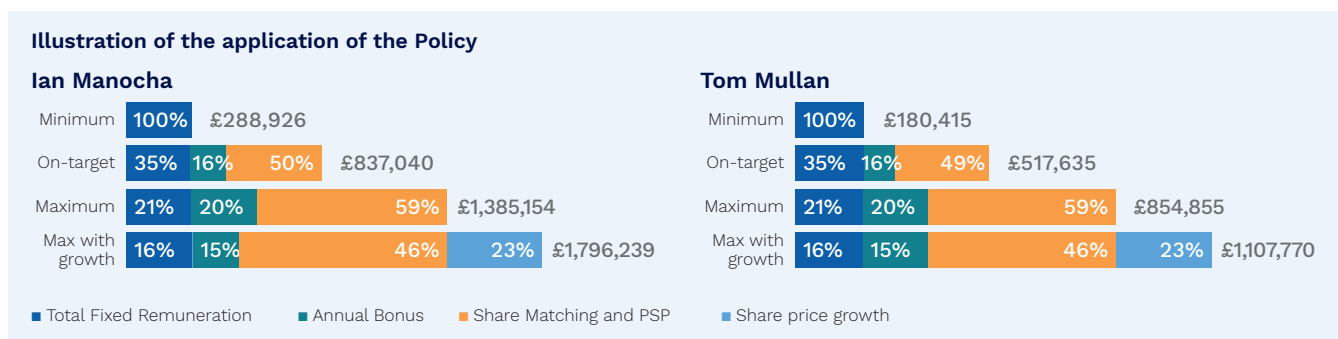 Illustration of the application of the Policy
Ian Manocha
Minimum 100% £288,926
On-target 35% 16% 50% £837,040
Maximum 21% 20% 59% £1,385,154
Max with
growth 16% 15% 46% 23% £1,796,239
Tom Mullan
Minimum 100% £180,415
On-target 35% 16% 49% £517,635
Maximum 21% 20% 59% £854,855
Max with
growth 16% 15% 46% 23% £1,107,770
Total Fixed Remuneration Annual Bonus Share Matching and PSP Share price growth